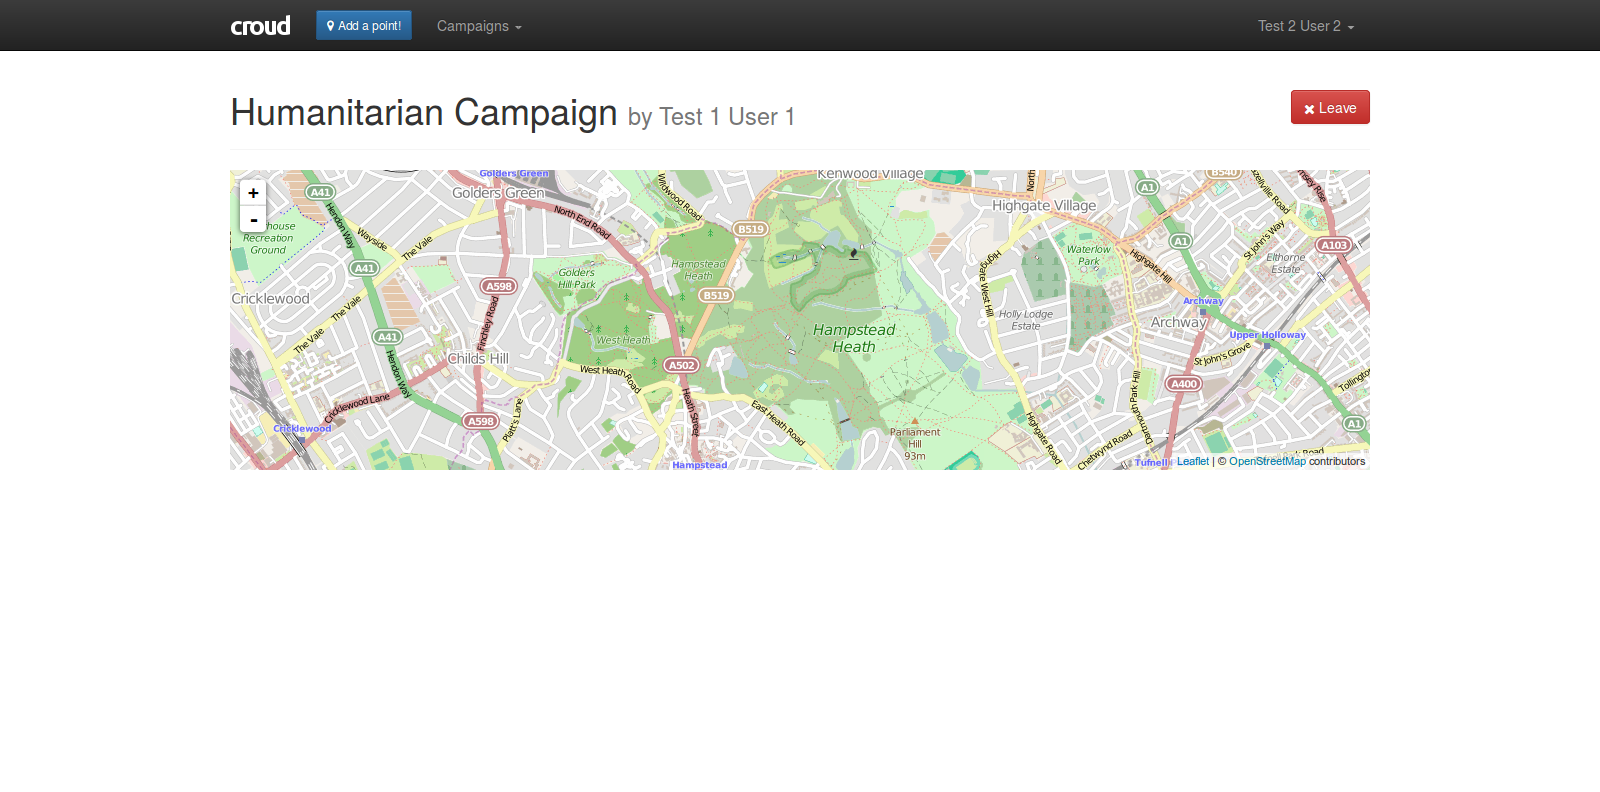 croud
Add a point!
Campaigns
Test 2 User 2
Humanitarian Campaign by Test 1 User 1
Leave
+
-
Golders Green
Golders Green
A41
Hendon Way
Wayside
The Vale
North End Road
Wildwood Road
Kenwood Village
B519
North
Highgate Village
A1
B540
Hampstead
Heath
Golders
Hill Park
house
Recreation
Ground
A41
A598
Finchley Road
Cricklewood
The Vale
The Vale
A41
Hendon Way
Childs Hill
B519
West Heath
Hampstead
Heath
A502
West Heath Road
Heath Street
East Heath Road
Platt's Lane
A598
Cricklewood Lane
Cricklewood
Hampstead
Parliament
Hill
93m
Highgate West Hill
Holly Lodge
Estate
Waterlow
Park
Highgate Hill
A1
St John's Way
Elthorne
Estate
A103
Archway
Archway
Upper Holloway
St John's Grove
A400
Dartmouth Park Hill
Highgate Road
Chetwynd Road
Tufnell
A1
Leaflet | © OpenStreetMap contributors